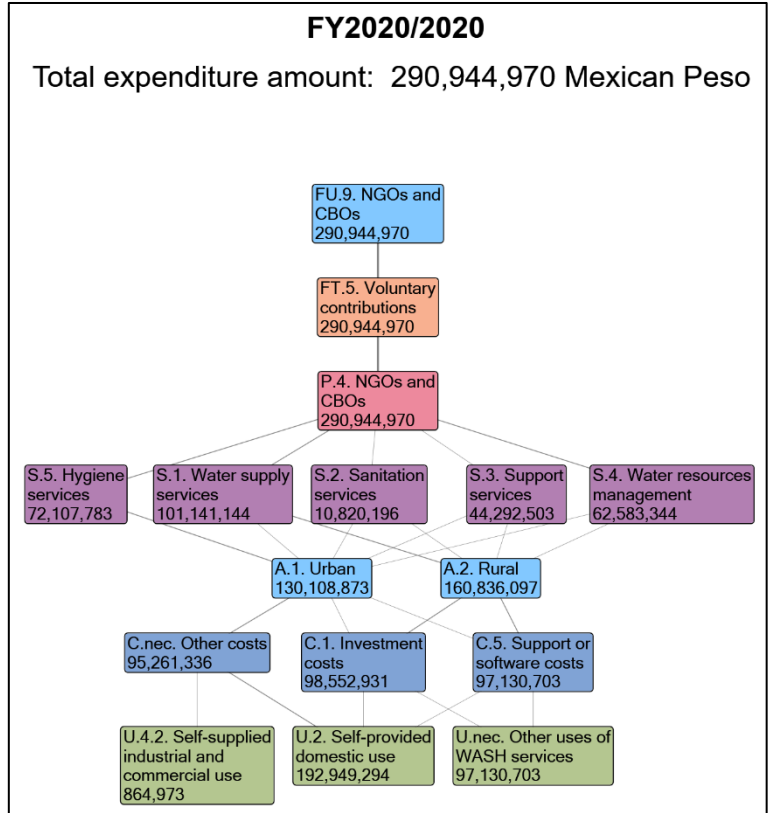 FY2020/2020
Total expenditure amount:  290,944,970 Mexican Peso
FU.9. NGOs and
CBOs
290,944,970
FT.5. Voluntary
contributions
290,944,970
P.4. NGOs and
CBOs
290,944,970
S.5. Hygiene
services
72,107,783
S.1. Water supply
services
101,141,144
S.2. Sanitation
services
10,820,196
S.3. Support
services
44,292,503
S.4. Water resources
management
62,583,344
A.1. Urban
130,108,873
A.2. Rural
160,836,097
C.nec. Other costs
95,261,336
C.1. Investment
costs
98,552,931
C.5. Support or
software costs
97,130,703
U.4.2. Self-supplied
industrial and
commercial use
864,973
U.2. Self-provided
domestic use
192,949,294
U.nec. Other uses of
WASH services
97,130,703